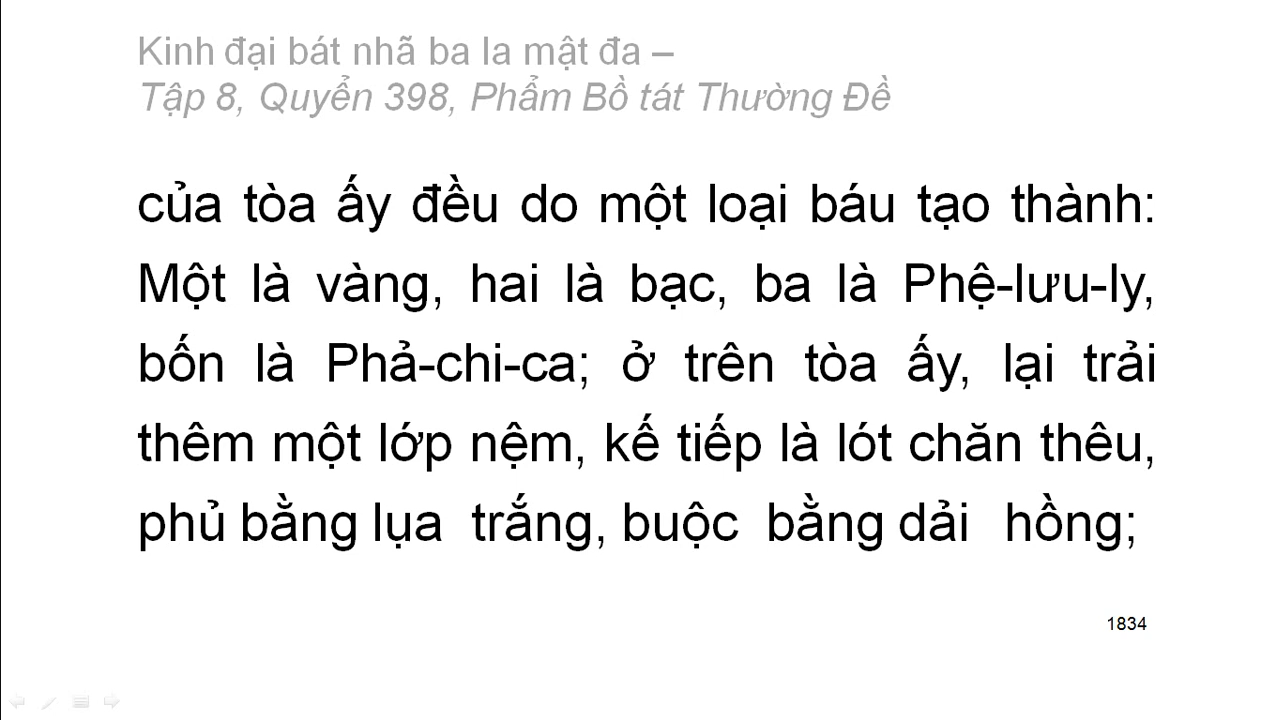 Kinh đại bát nhã ba la mật đa –
Tập 8, Quyển 398, Phẩm Bồ tát Thường Đề
của tòa ấy đều do một loại báu tạo thành:
Một là vàng, hai là bạc, ba là Phệ-lưu-ly,
bốn là Phả-chi-ca; ở trên tòa ấy, lại trải
thêm một lớp nệm, kế tiếp là lót chăn thêu,
phủ bằng lụa trắng, buộc bằng dải hồng;
1834